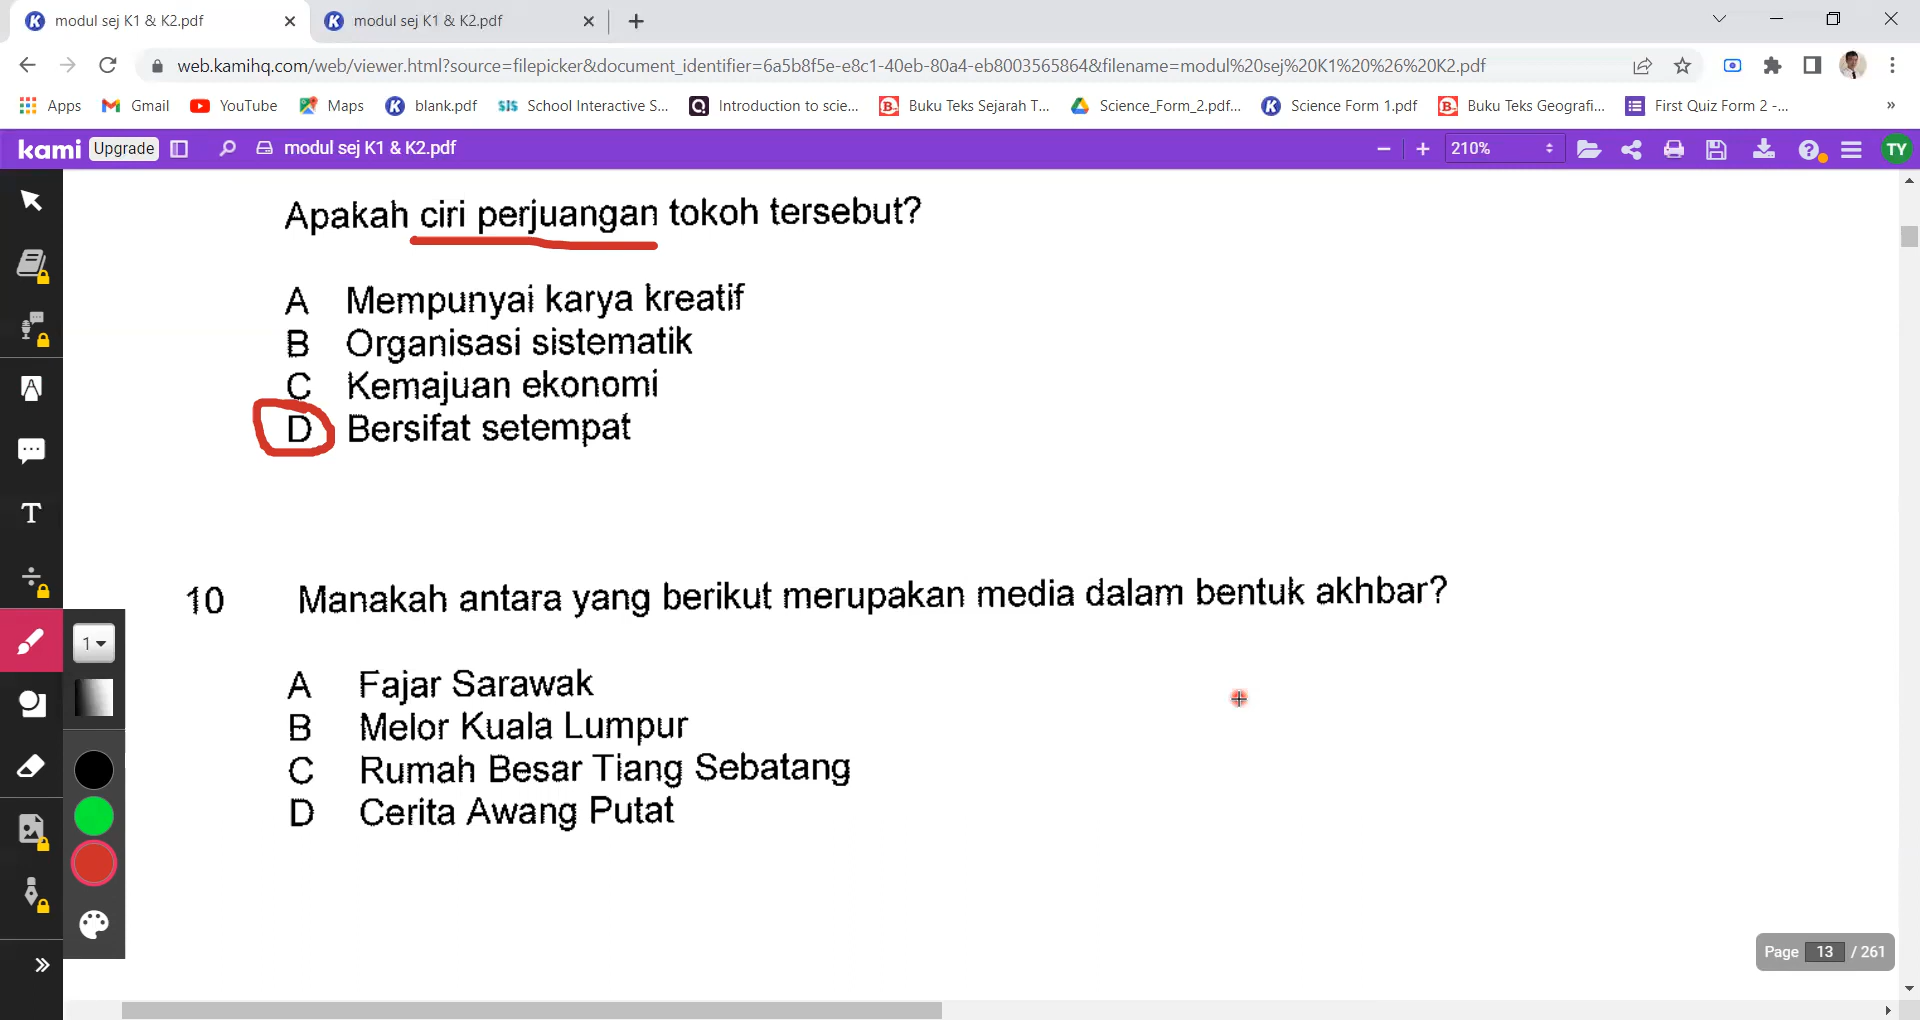 modul sej K1 & K2.pdf
modul sej K1 & K2.pdf
web.kamihq.com/web/viewer.html?source=filepicker&document_identifier=6a5b8f5e-e8c1-40eb-80a4-eb8003565864&filename=modul%20sej%20K1%20%26%20K2.pdf
Apps Gmail YouTube Maps blank.pdf School Interactive S... Introduction to scie... Buku Teks Sejarah T... Science_Form_2.pdf... Science Form 1.pdf Buku Teks Geografi... First Quiz Form 2 -... »
kami Upgrade modul sej K1 & K2.pdf 210% TY
Apakah ciri perjuangan tokoh tersebut?
A Mempunyai karya kreatif
B Organisasi sistematik
C Kemajuan ekonomi
D Bersifat setempat
10 Manakah antara yang berikut merupakan media dalam bentuk akhbar?
1
A Fajar Sarawak
B Melor Kuala Lumpur
C Rumah Besar Tiang Sebatang
D Cerita Awang Putat
Page 13 / 261